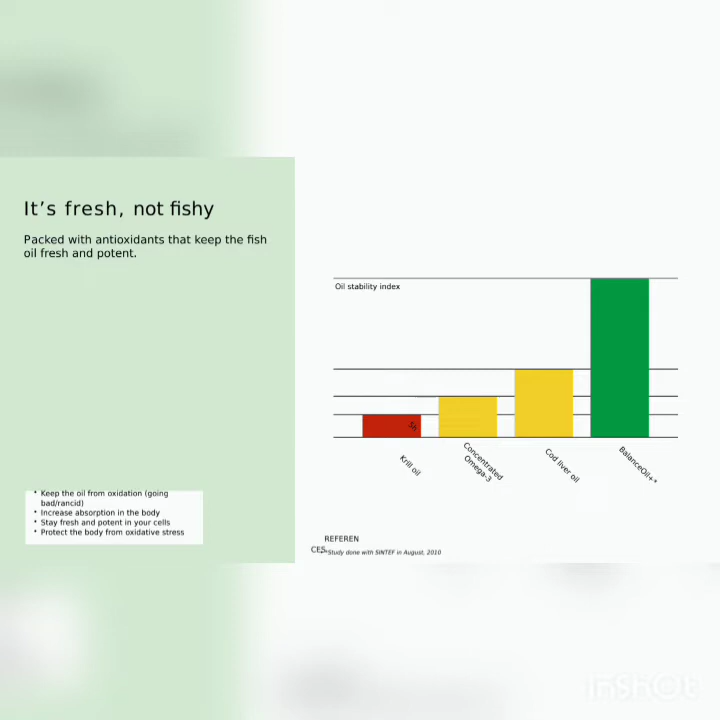 It's fresh, not fishy
Packed with antioxidants that keep the fish
oil fresh and potent.
• Keep the oil from oxidation (going
bad/rancid)
• Increase absorption in the body
• Stay fresh and potent in your cells
• Protect the body from oxidative stress
Oil stability index
5h
Krill oil
Concentrated
Omega-3
Cod liver oil
BalanceOil+*
REFEREN
CES
Study done with SINTEF in August, 2010
INSHOT